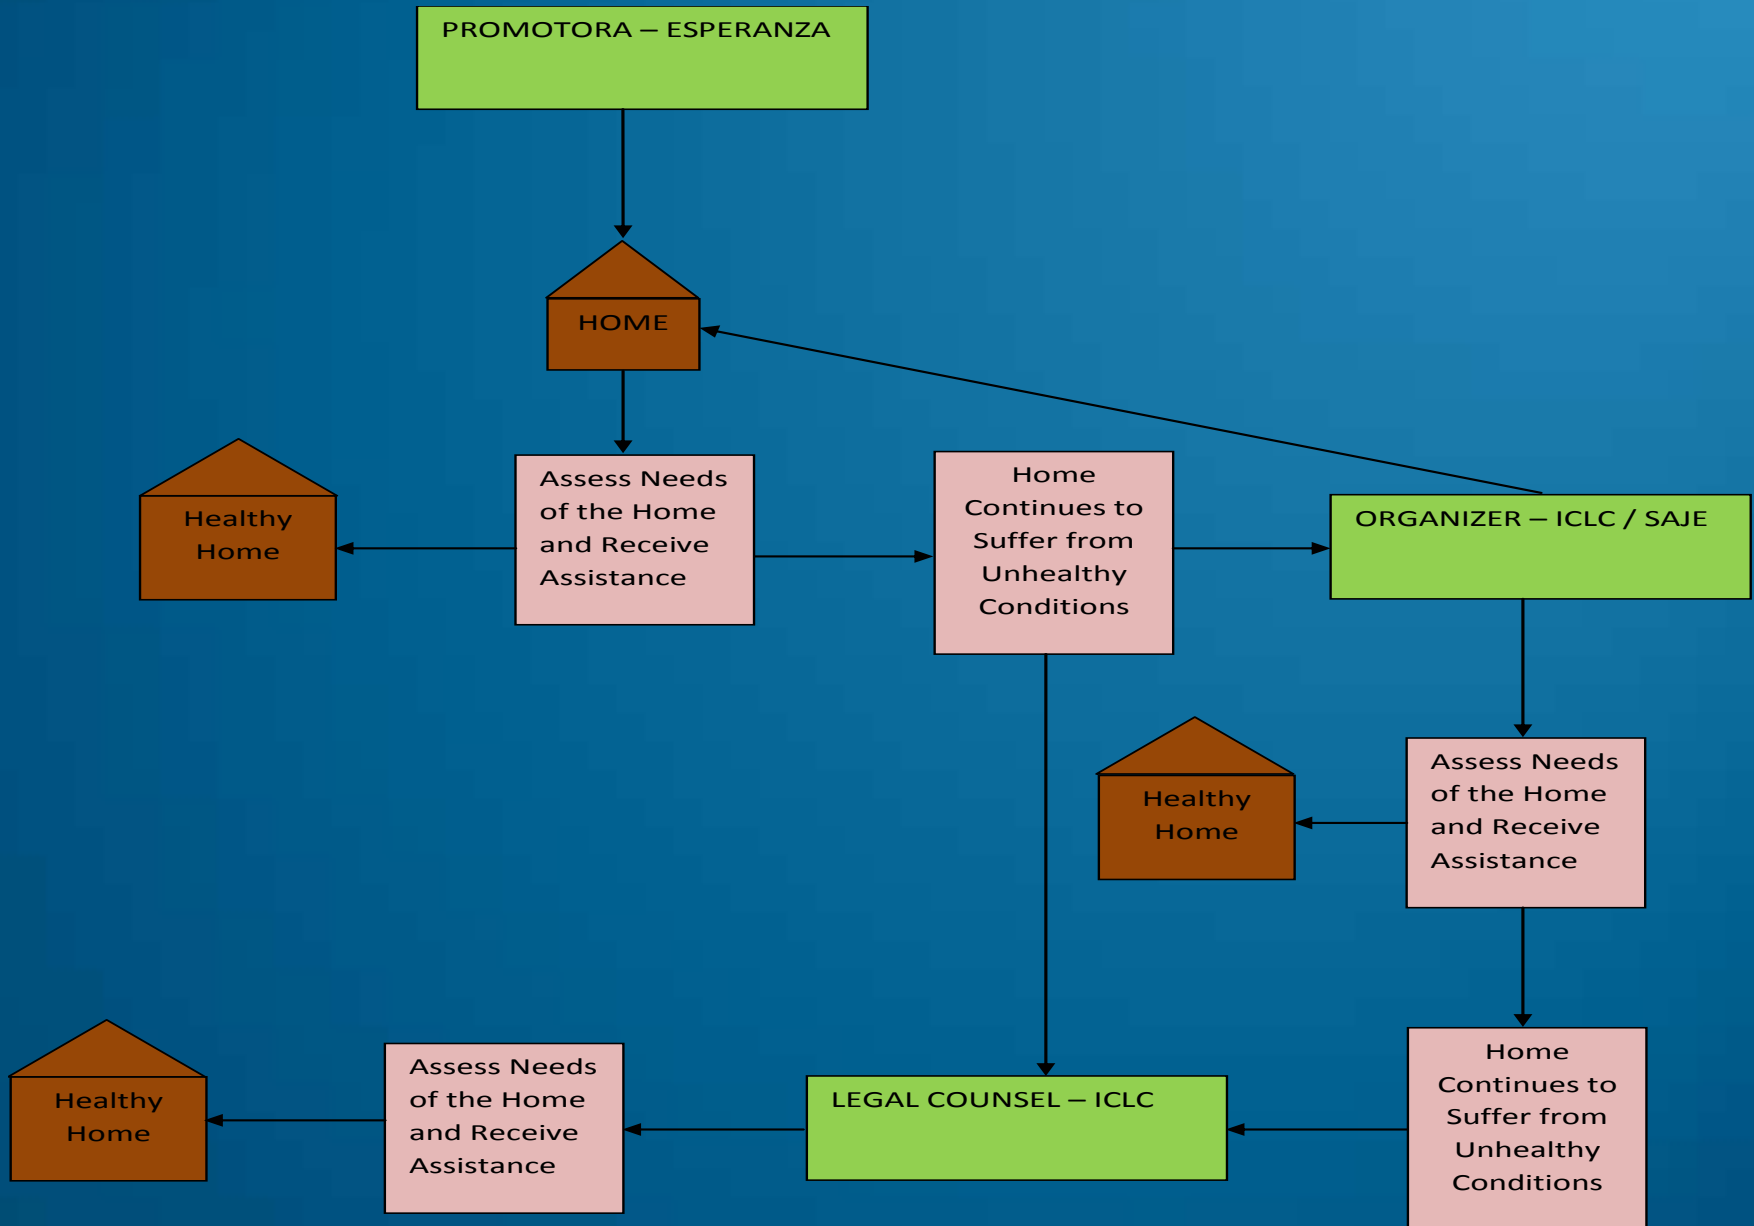 PROMOTORA – ESPERANZA
HOME
Healthy
Home
Assess Needs
of the Home
and Receive
Assistance
Home
Continues to
Suffer from
Unhealthy
Conditions
ORGANIZER – ICLC / SAJE
Healthy
Home
Assess Needs
of the Home
and Receive
Assistance
Healthy
Home
Assess Needs
of the Home
and Receive
Assistance
LEGAL COUNSEL – ICLC
Home
Continues to
Suffer from
Unhealthy
Conditions